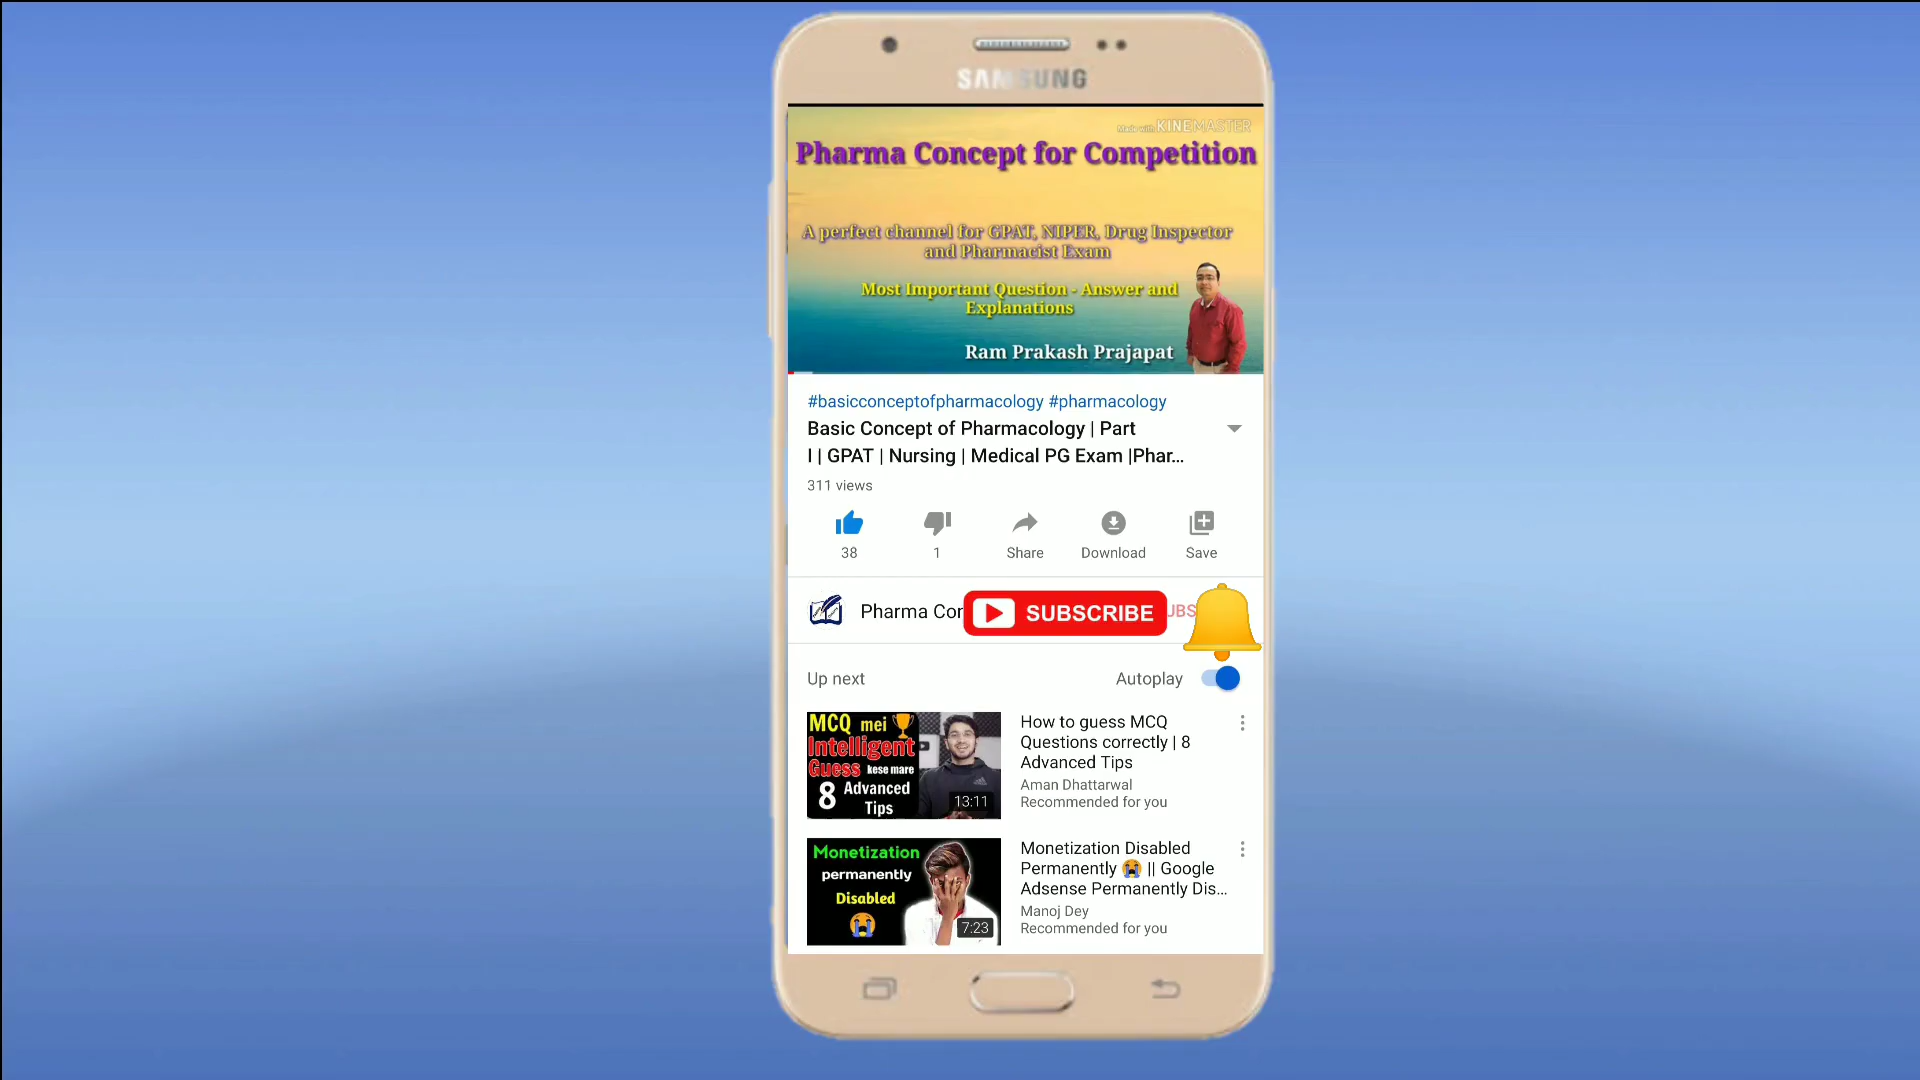 SAMSUNG
Made with KINEMASTER
Pharma Concept for Competition
A perfect channel for GPAT, NIPER, Drug Inspector
and Pharmacist Exam
Most Important Question - Answer and
Explanations
Ram Prakash Prajapat
#basicconceptofpharmacology #pharmacology
Basic Concept of Pharmacology | Part
I | GPAT | Nursing | Medical PG Exam |Phar...
311 views
38
1
Share
Download
Save
Pharma Cor
SUBSCRIBE
UBS
Up next
Autoplay
MCQ mei
Intelligent
Guess kese mare
8 Advanced
Tips
13:11
How to guess MCQ
Questions correctly | 8
Advanced Tips
Aman Dhattarwal
Recommended for you
Monetization
permanently
Disabled
7:23
Monetization Disabled
Permanently 😭 || Google
Adsense Permanently Dis...
Manoj Dey
Recommended for you